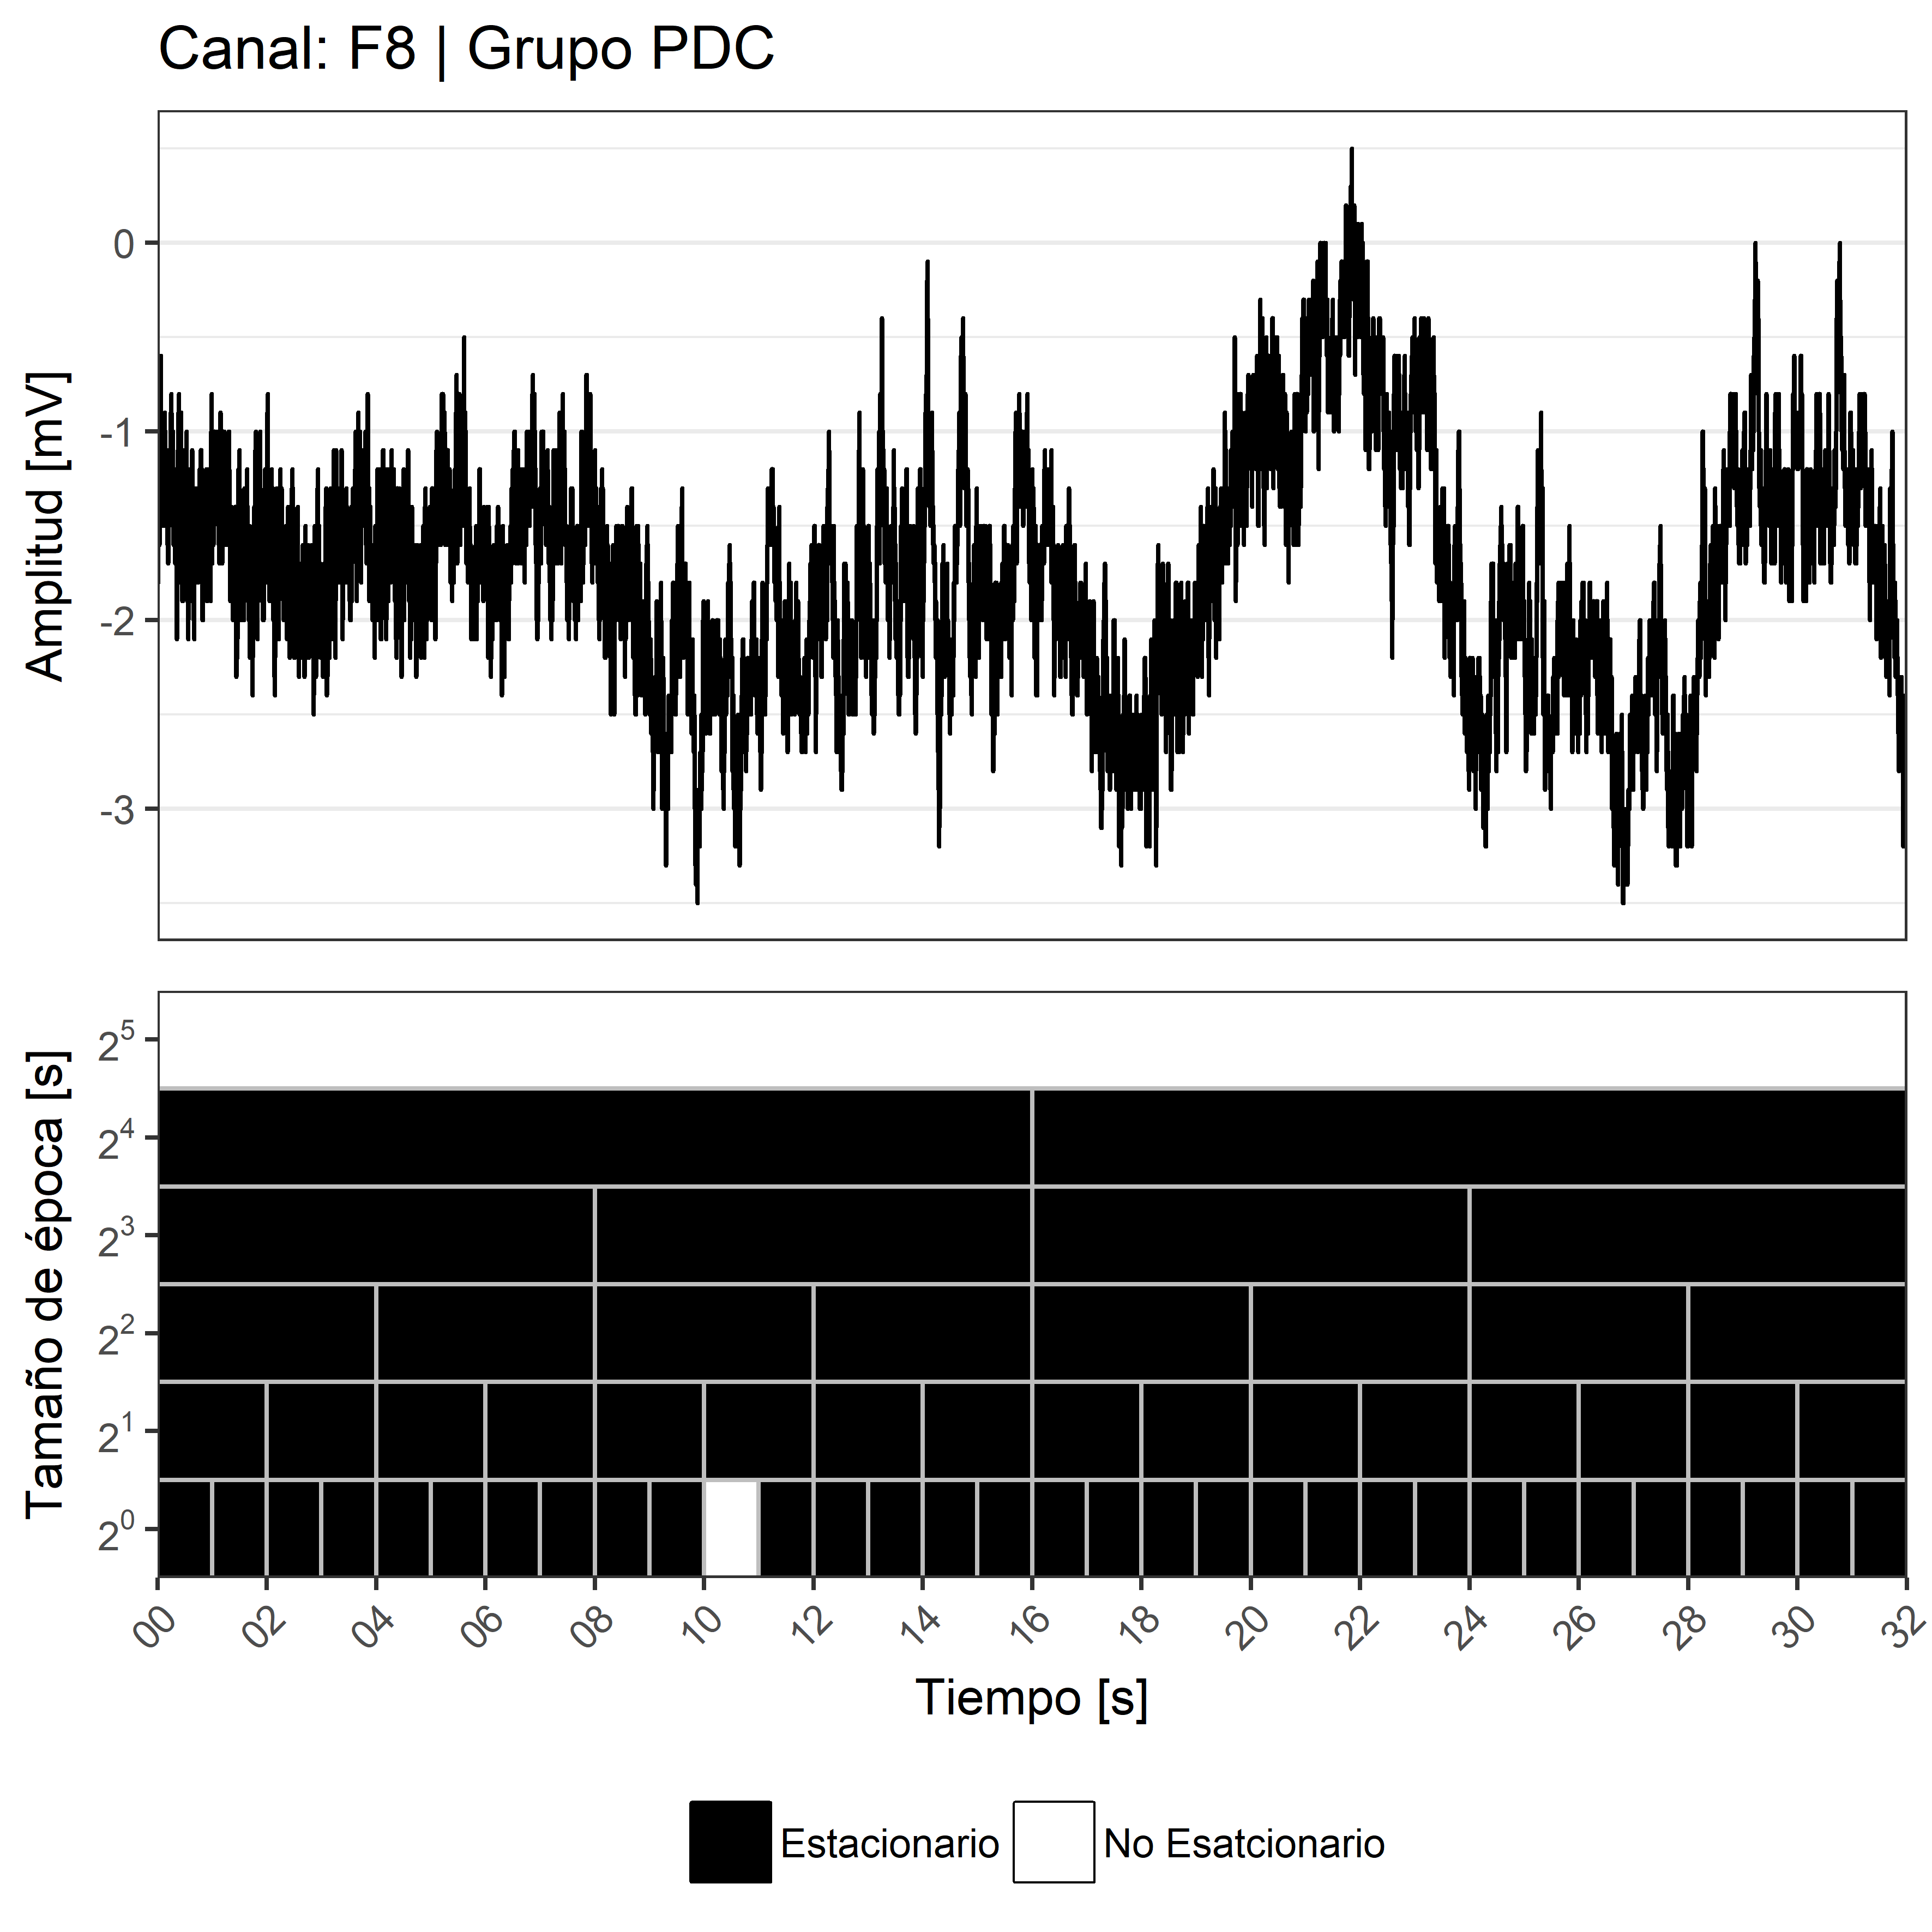 Canal: F8 | Grupo PDC
Amplitud [mV]
0
-1
-2
-3
Tamaño de época [s]
2^5
2^4
2^3
2^2
2^1
2^0
00 02 04 06 08 10 12 14 16 18 20 22 24 26 28 30 32
Tiempo [s]
Estacionario No Esatcionario